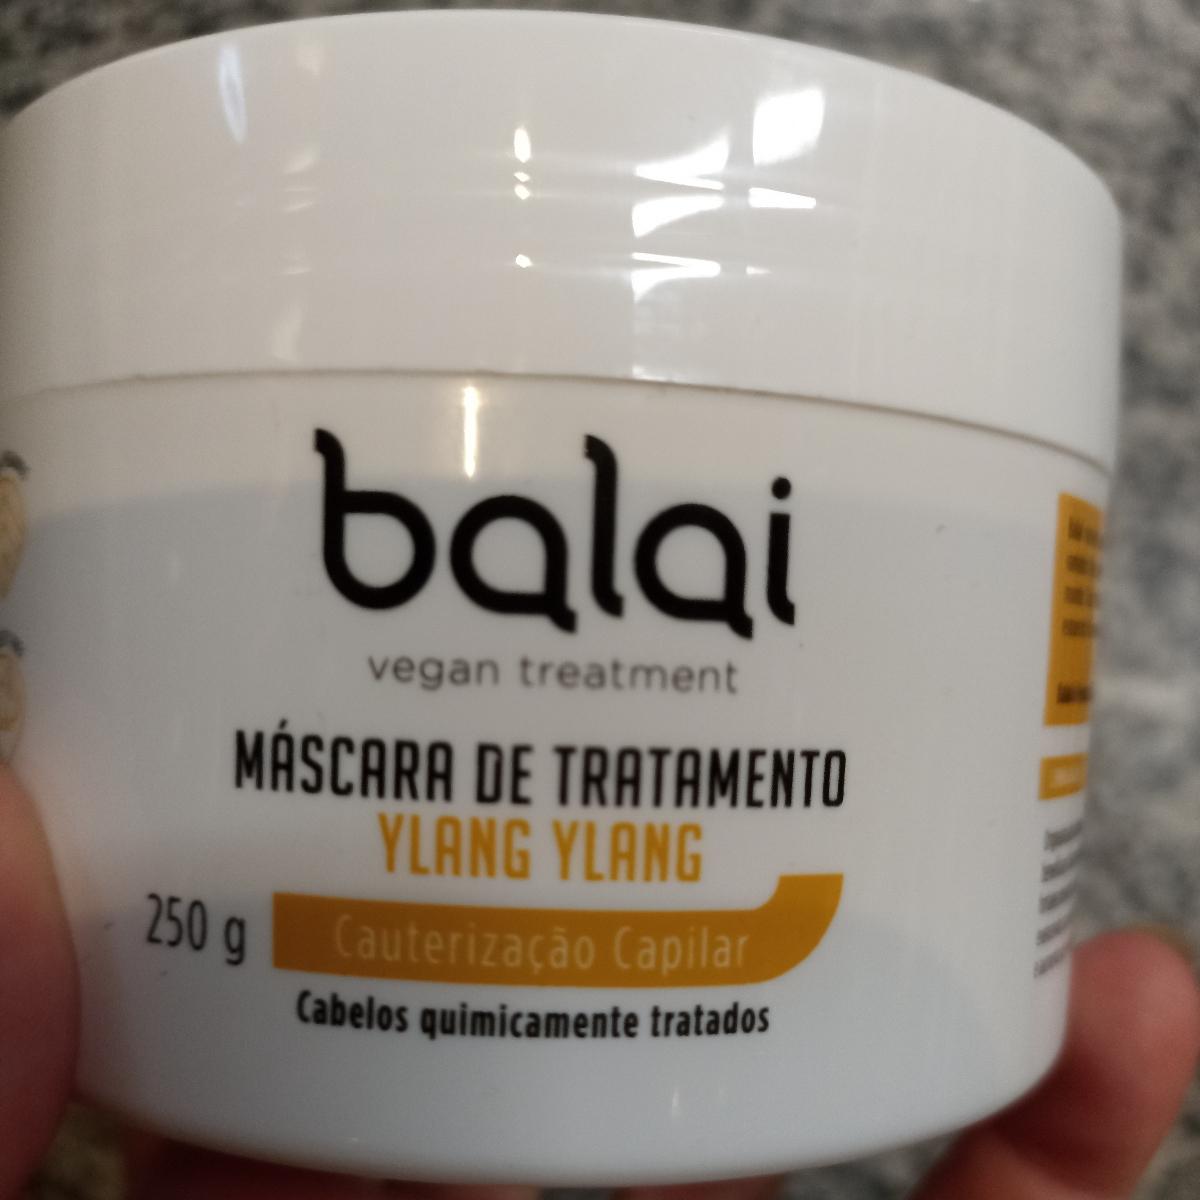 balai
vegan treatment
MÁSCARA DE TRATAMENTO
YLANG YLANG
250 g
Cauterização Capilar
Cabelos quimicamente tratados